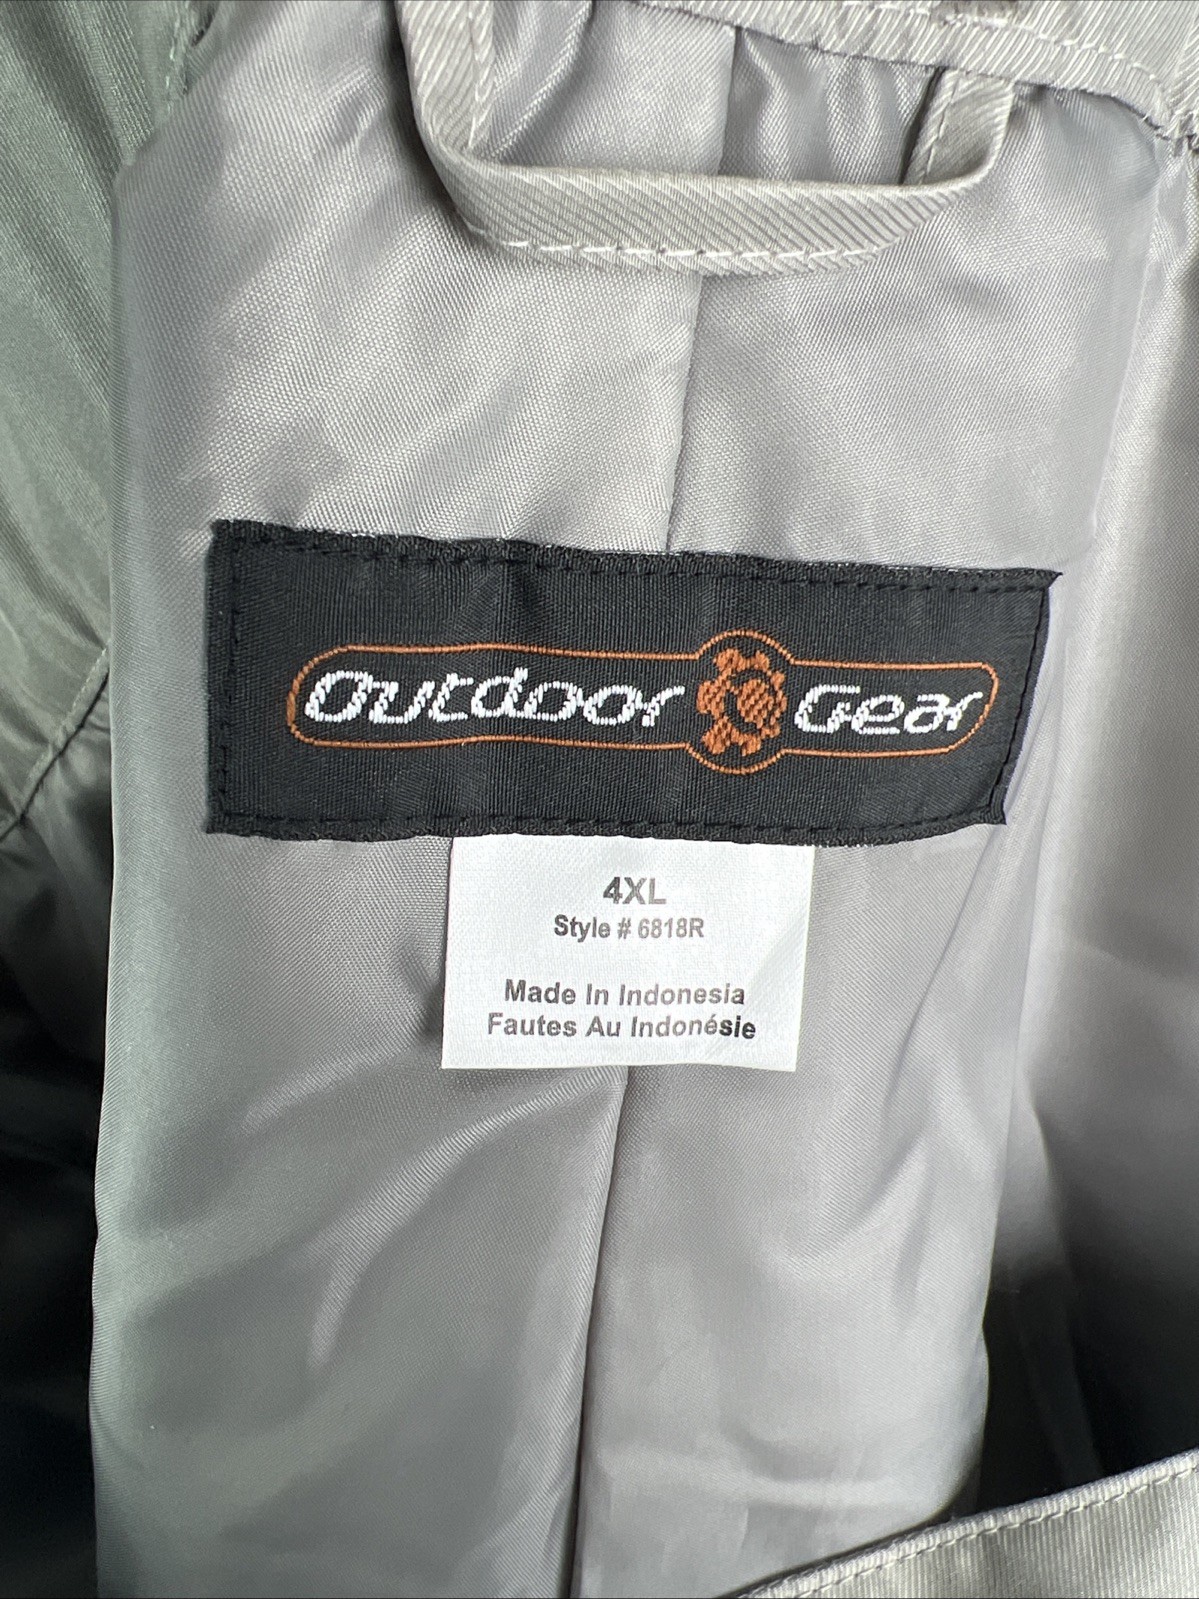 Outdoor Gear
4XL
Style # 6818R
Made In Indonesia
Fautes Au Indonésie